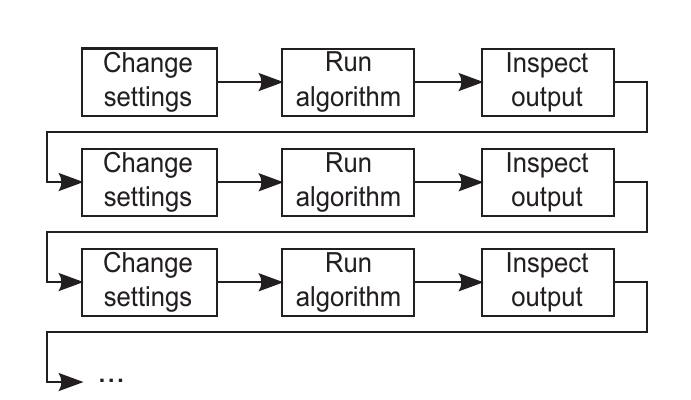 Change
settings
Run
algorithm
Inspect
output
Change
settings
Run
algorithm
Inspect
output
Change
settings
Run
algorithm
Inspect
output
...